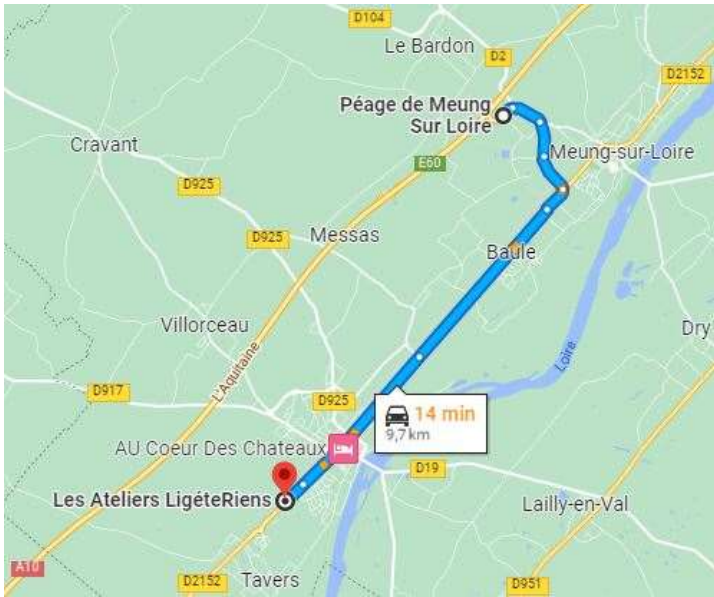 D104
Le Bardon
D2
D2152
Péage de Meung
Sur Loire
Cravant
Meung-sur-Loire
E60
D925
D925
Messas
Baule
Villorceau
Dry
L'Aquitaine
Loire
D917
D925
14 min
9,7 km
AU Coeur Des Chateaux
D19
Les Ateliers LigéteRiens
Lailly-en-Val
A10
D2152
Tavers
D951